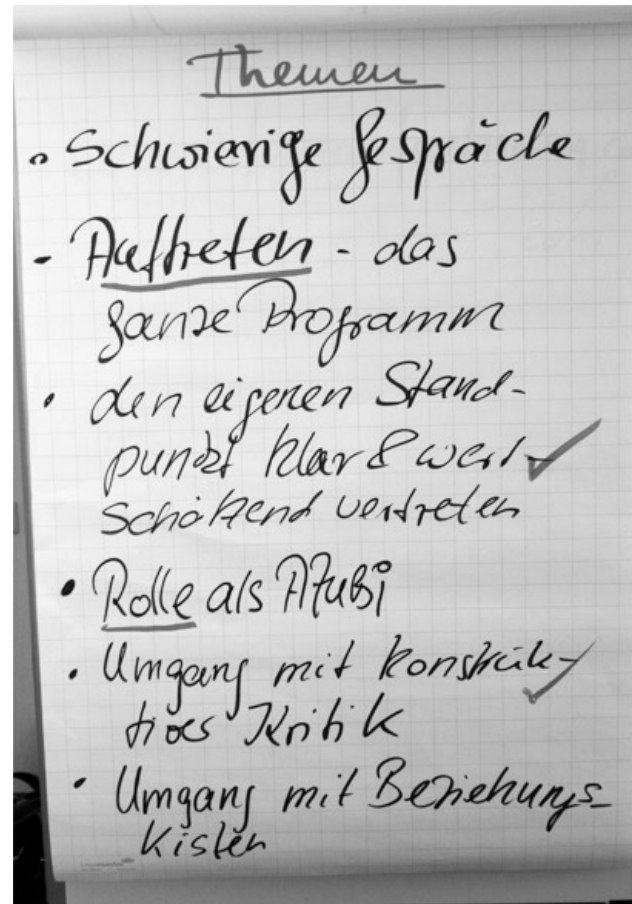 Themen
• Schwierige Gespräche
- Auftreten - das
ganze Programm
• den eigenen Stand-
punkt klar & wert-
schätzend vertreten
• Rolle als AZUBi
• Umgang mit konstruk-
tiver Kritik
• Umgang mit Beziehungs-
kisten